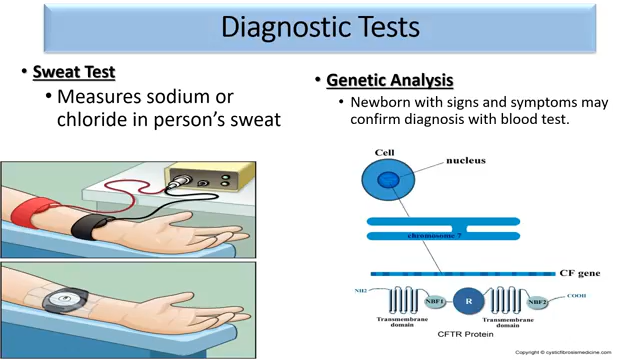 Diagnostic Tests
• Sweat Test
• Measures sodium or
chloride in person's sweat
• Genetic Analysis
• Newborn with signs and symptoms may
confirm diagnosis with blood test.
Cell
nucleus
chromosome 7
CF gene
NH2
NBF1
R
NBF2
COOH
Transmembrane
domain
Transmembrane
domain
CFTR Protein
Copyright © cysticfibrosismedicine.com